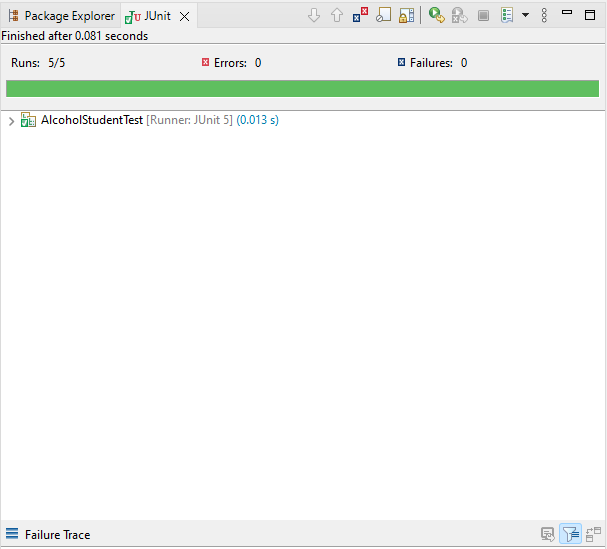 Package Explorer JUnit
Finished after 0.081 seconds
Runs: 5/5 Errors: 0 Failures: 0
AlcoholStudentTest [Runner: JUnit 5] (0.013 s)
Failure Trace